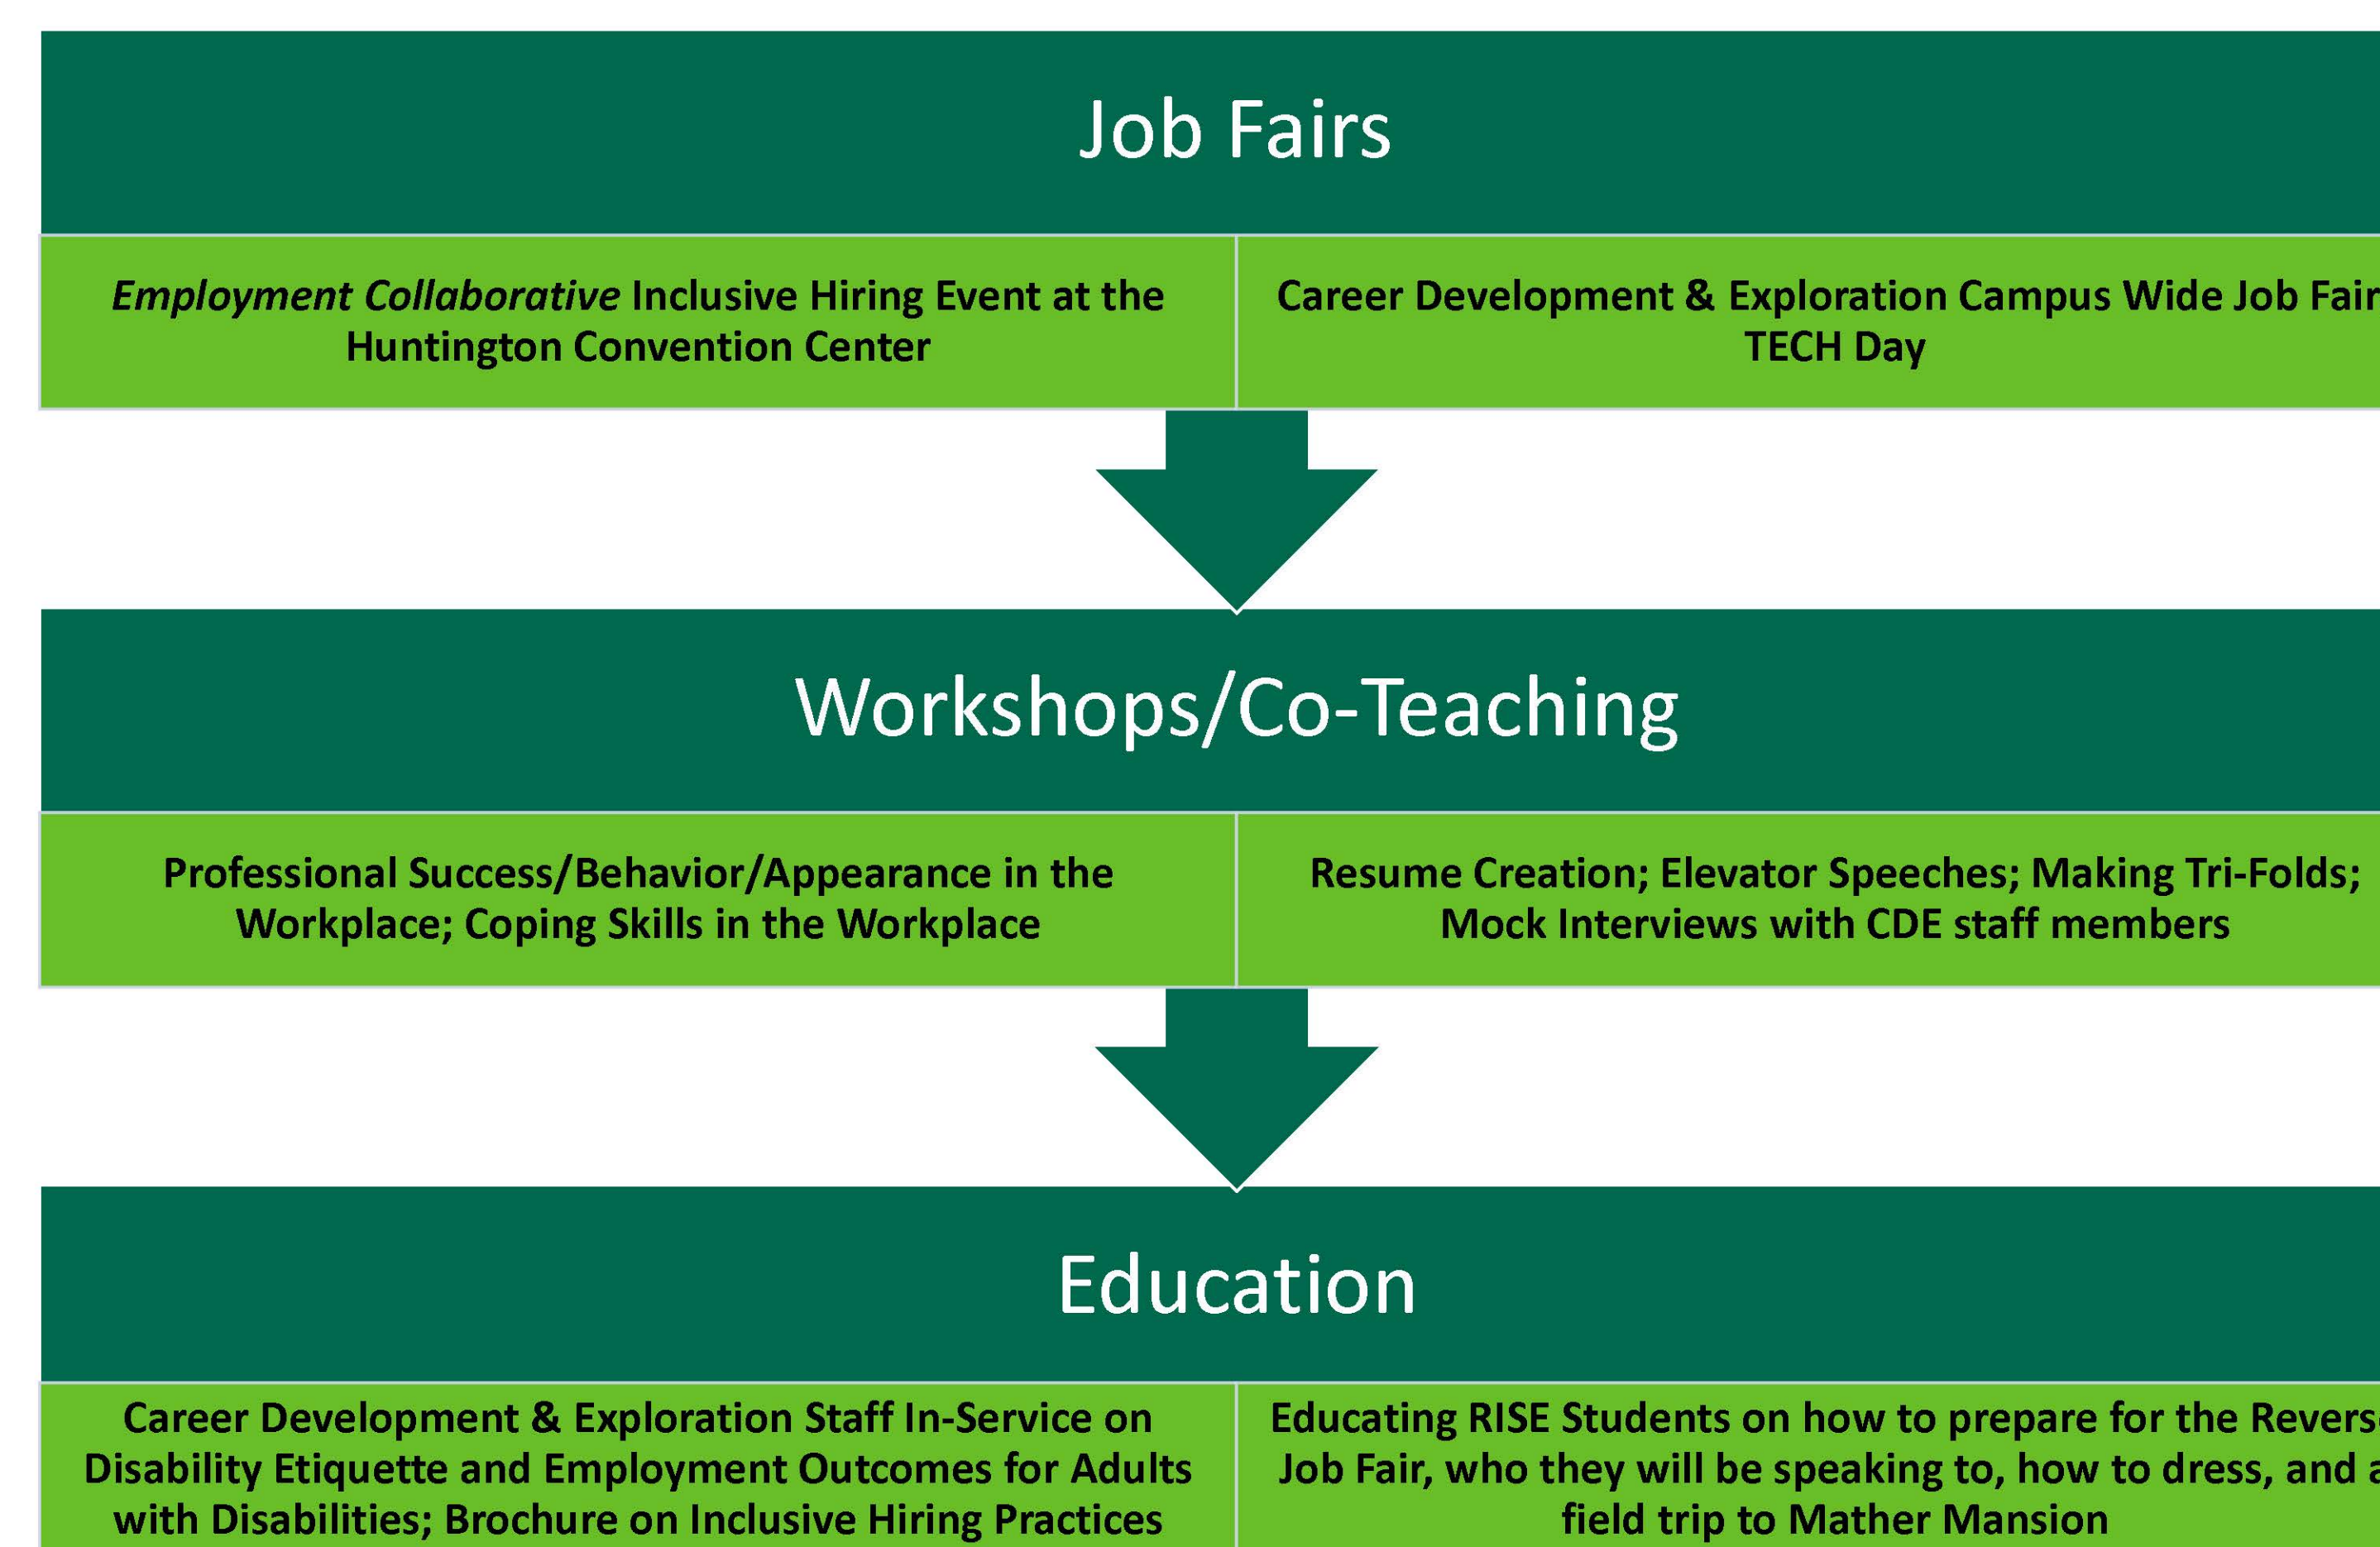 Job Fairs
Employment Collaborative Inclusive Hiring Event at the
Huntington Convention Center
Career Development & Exploration Campus Wide Job Fair
TECH Day
Workshops/Co-Teaching
Professional Success/Behavior/Appearance in the
Workplace; Coping Skills in the Workplace
Resume Creation; Elevator Speeches; Making Tri-Folds;
Mock Interviews with CDE staff members
Education
Career Development & Exploration Staff In-Service on
Disability Etiquette and Employment Outcomes for Adults
with Disabilities; Brochure on Inclusive Hiring Practices
Educating RISE Students on how to prepare for the
Job Fair, who they will be speaking to, how to dress, and a
field trip to Mather Mansion